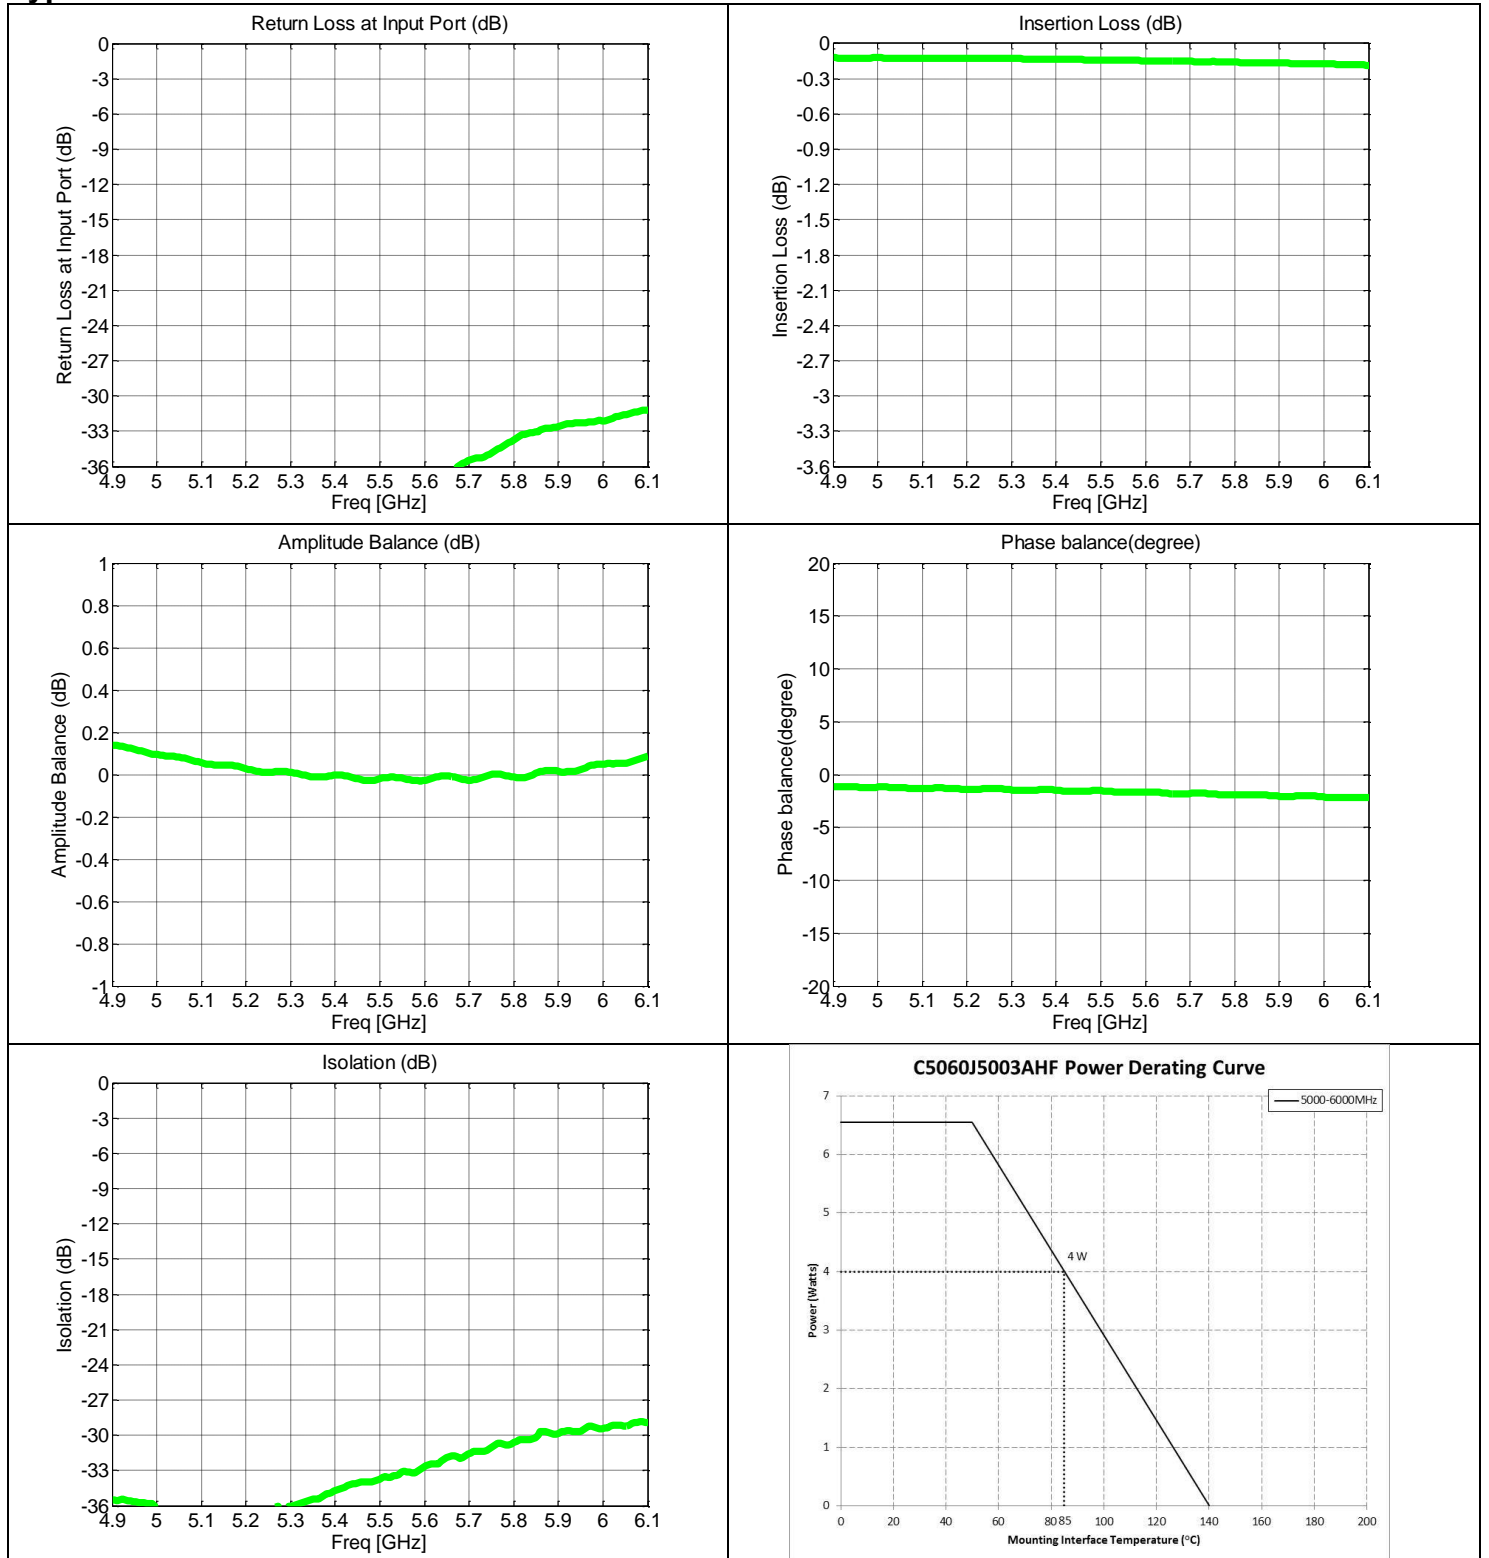 Return Loss at Input Port (dB)
0
-3
-6
-9
-12
-15
-18
-21
-24
-27
-30
-33
-36
Return Loss at Input Port (dB)
4.9 5 5.1 5.2 5.3 5.4 5.5 5.6 5.7 5.8 5.9 6 6.1
Freq [GHz]
Insertion Loss (dB)
0
-0.3
-0.6
-0.9
-1.2
-1.5
-1.8
-2.1
-2.4
-2.7
-3
-3.3
-3.6
Insertion Loss (dB)
4.9 5 5.1 5.2 5.3 5.4 5.5 5.6 5.7 5.8 5.9 6 6.1
Freq [GHz]
Amplitude Balance (dB)
1
0.8
0.6
0.4
0.2
0
-0.2
-0.4
-0.6
-0.8
-1
Amplitude Balance (dB)
4.9 5 5.1 5.2 5.3 5.4 5.5 5.6 5.7 5.8 5.9 6 6.1
Freq [GHz]
Phase balance(degree)
20
15
10
5
0
-5
-10
-15
-20
Phase balance(degree)
4.9 5 5.1 5.2 5.3 5.4 5.5 5.6 5.7 5.8 5.9 6 6.1
Freq [GHz]
Isolation (dB)
0
-3
-6
-9
-12
-15
-18
-21
-24
-27
-30
-33
-36
Isolation (dB)
4.9 5 5.1 5.2 5.3 5.4 5.5 5.6 5.7 5.8 5.9 6 6.1
Freq [GHz]
C5060J5003AHF Power Derating Curve
5000-6000MHz
7
6
5
4
3
2
1
0
Power (Watts)
4 W
0 20 40 60 80 85 100 120 140 160 180 200
Mounting Interface Temperature (°C)